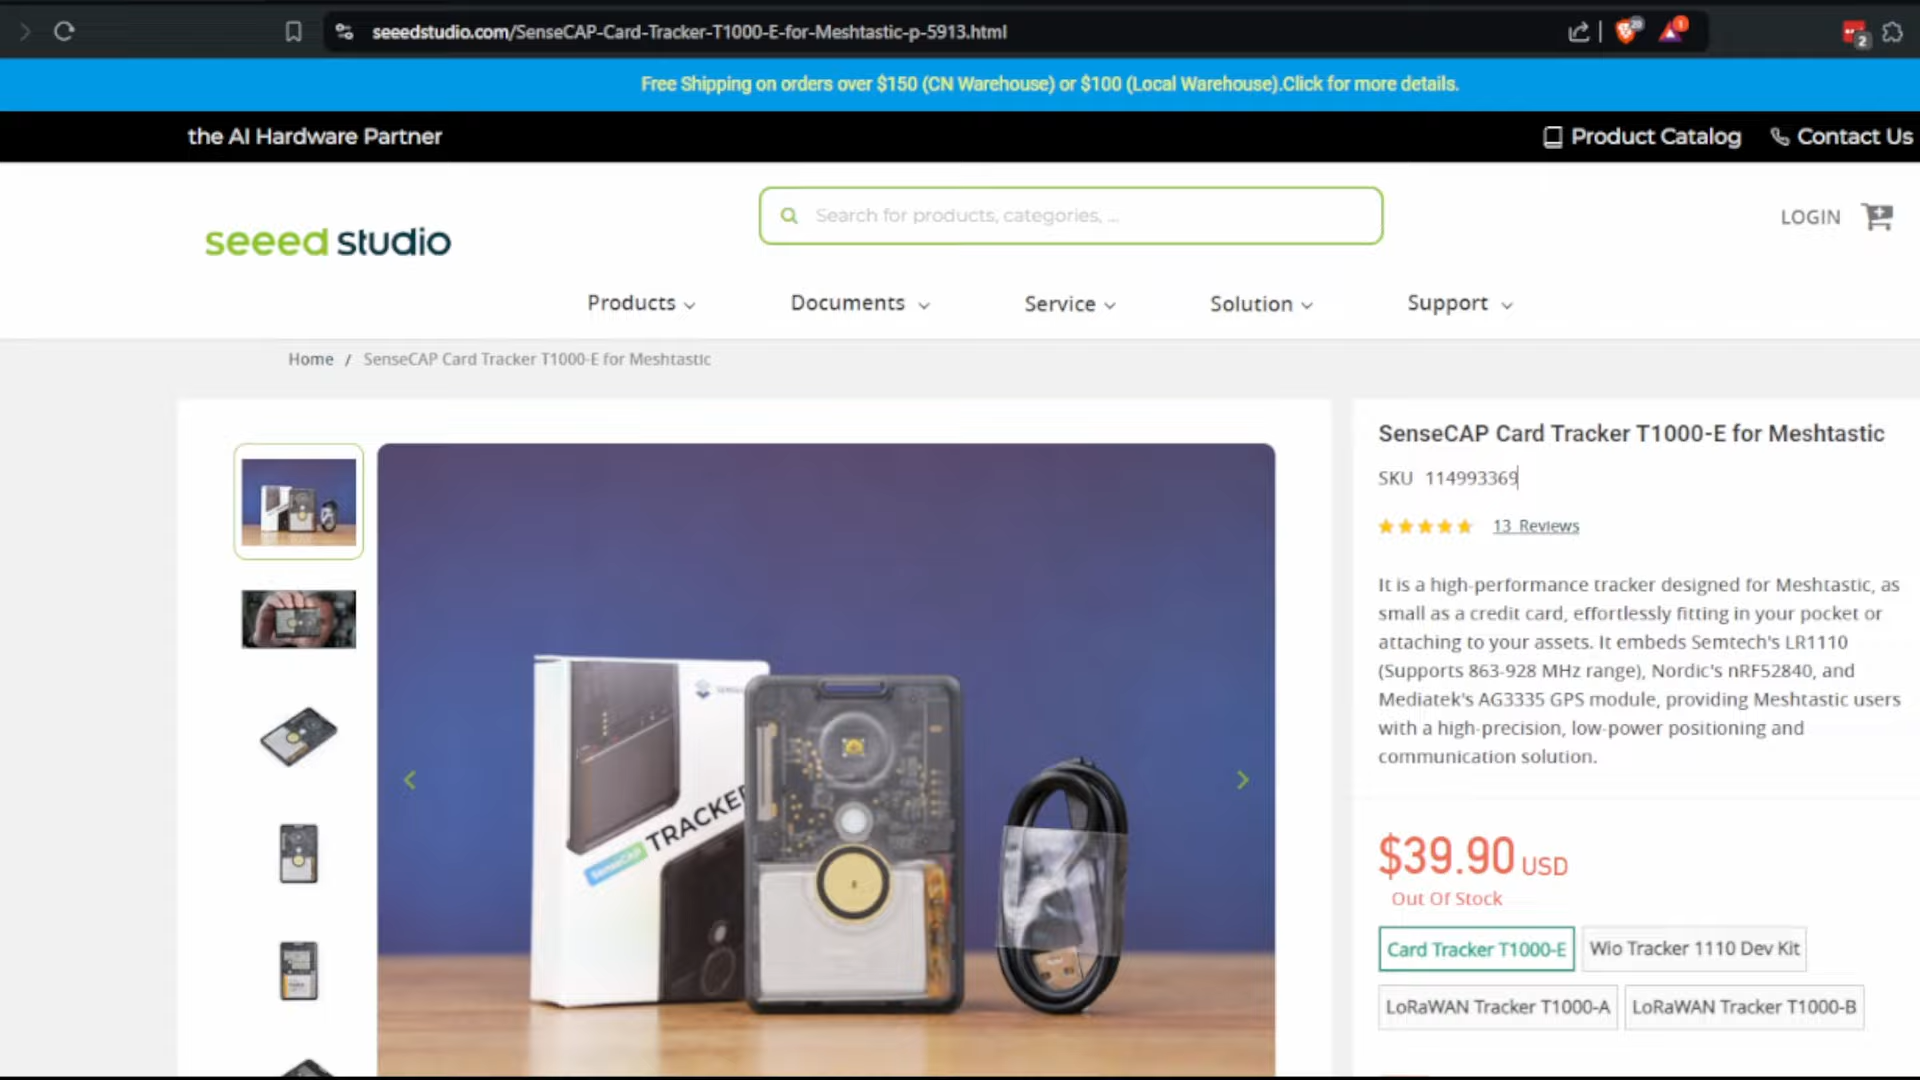 seeedstudio.com/SenseCAP-Card-Tracker-T1000-E-for-Meshtastic-p-5913.html
Free Shipping on orders over $150 (CN Warehouse) or $100 (Local Warehouse).Click for more details.
the AI Hardware Partner
Product Catalog
Contact Us
seeed studio
Search for products, categories, ...
LOGIN
Products
Documents
Service
Solution
Support
Home / SenseCAP Card Tracker T1000-E for Meshtastic
SenseCAP TRACKER
SenseCAP Card Tracker T1000-E for Meshtastic
SKU 114993369
13 Reviews
It is a high-performance tracker designed for Meshtastic, as
small as a credit card, effortlessly fitting in your pocket or
attaching to your assets. It embeds Semtech's LR1110
(Supports 863-928 MHz range), Nordic's nRF52840, and
Mediatek's AG3335 GPS module, providing Meshtastic users
with a high-precision, low-power positioning and
communication solution.
$39.90 USD
Out Of Stock
Card Tracker T1000-E
Wio Tracker 1110 Dev Kit
LoRaWAN Tracker T1000-A
LoRaWAN Tracker T1000-B